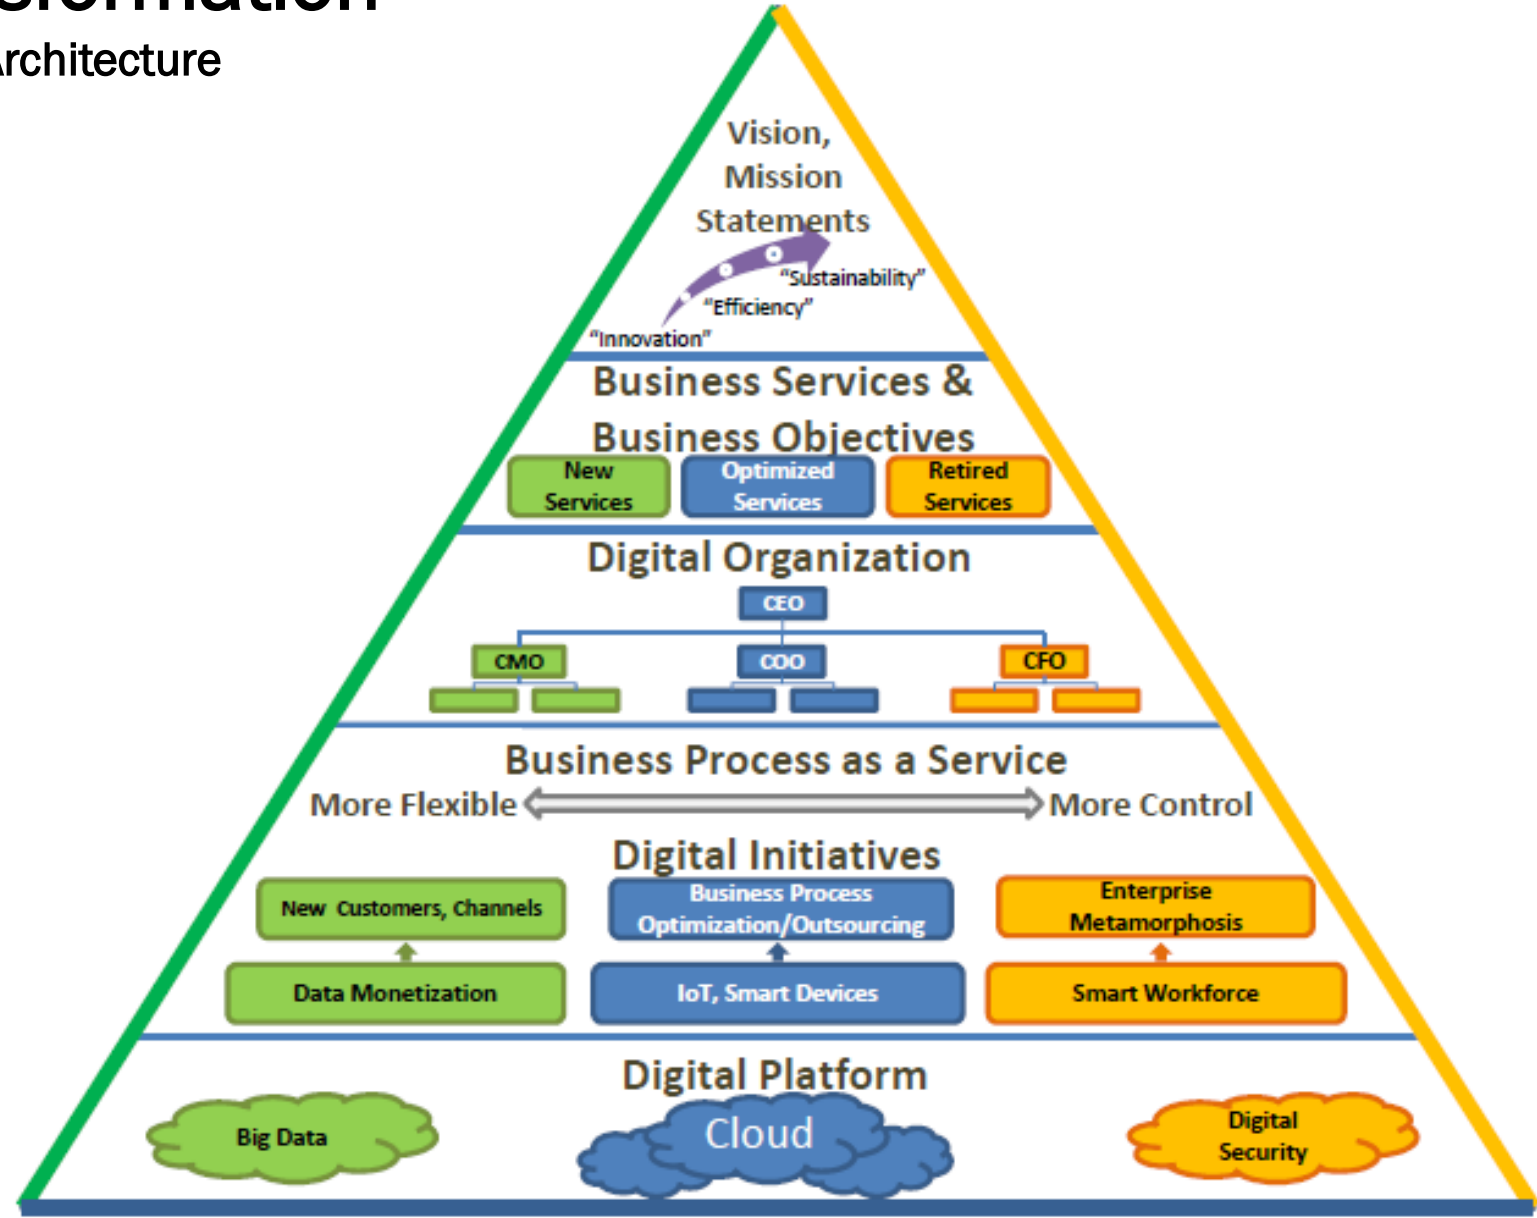 sformation
Architecture
Vision,
Mission
Statements
“Sustainability”
“Efficiency”
“Innovation”
Business Services &
Business Objectives
New
Services
Optimized
Services
Retired
Services
Digital Organization
CEO
CMO
COO
CFO
Business Process as a Service
More Flexible
More Control
Digital Initiatives
New Customers, Channels
Business Process
Optimization/Outsourcing
Enterprise
Metamorphosis
Data Monetization
IoT, Smart Devices
Smart Workforce
Digital Platform
Big Data
Cloud
Digital
Security